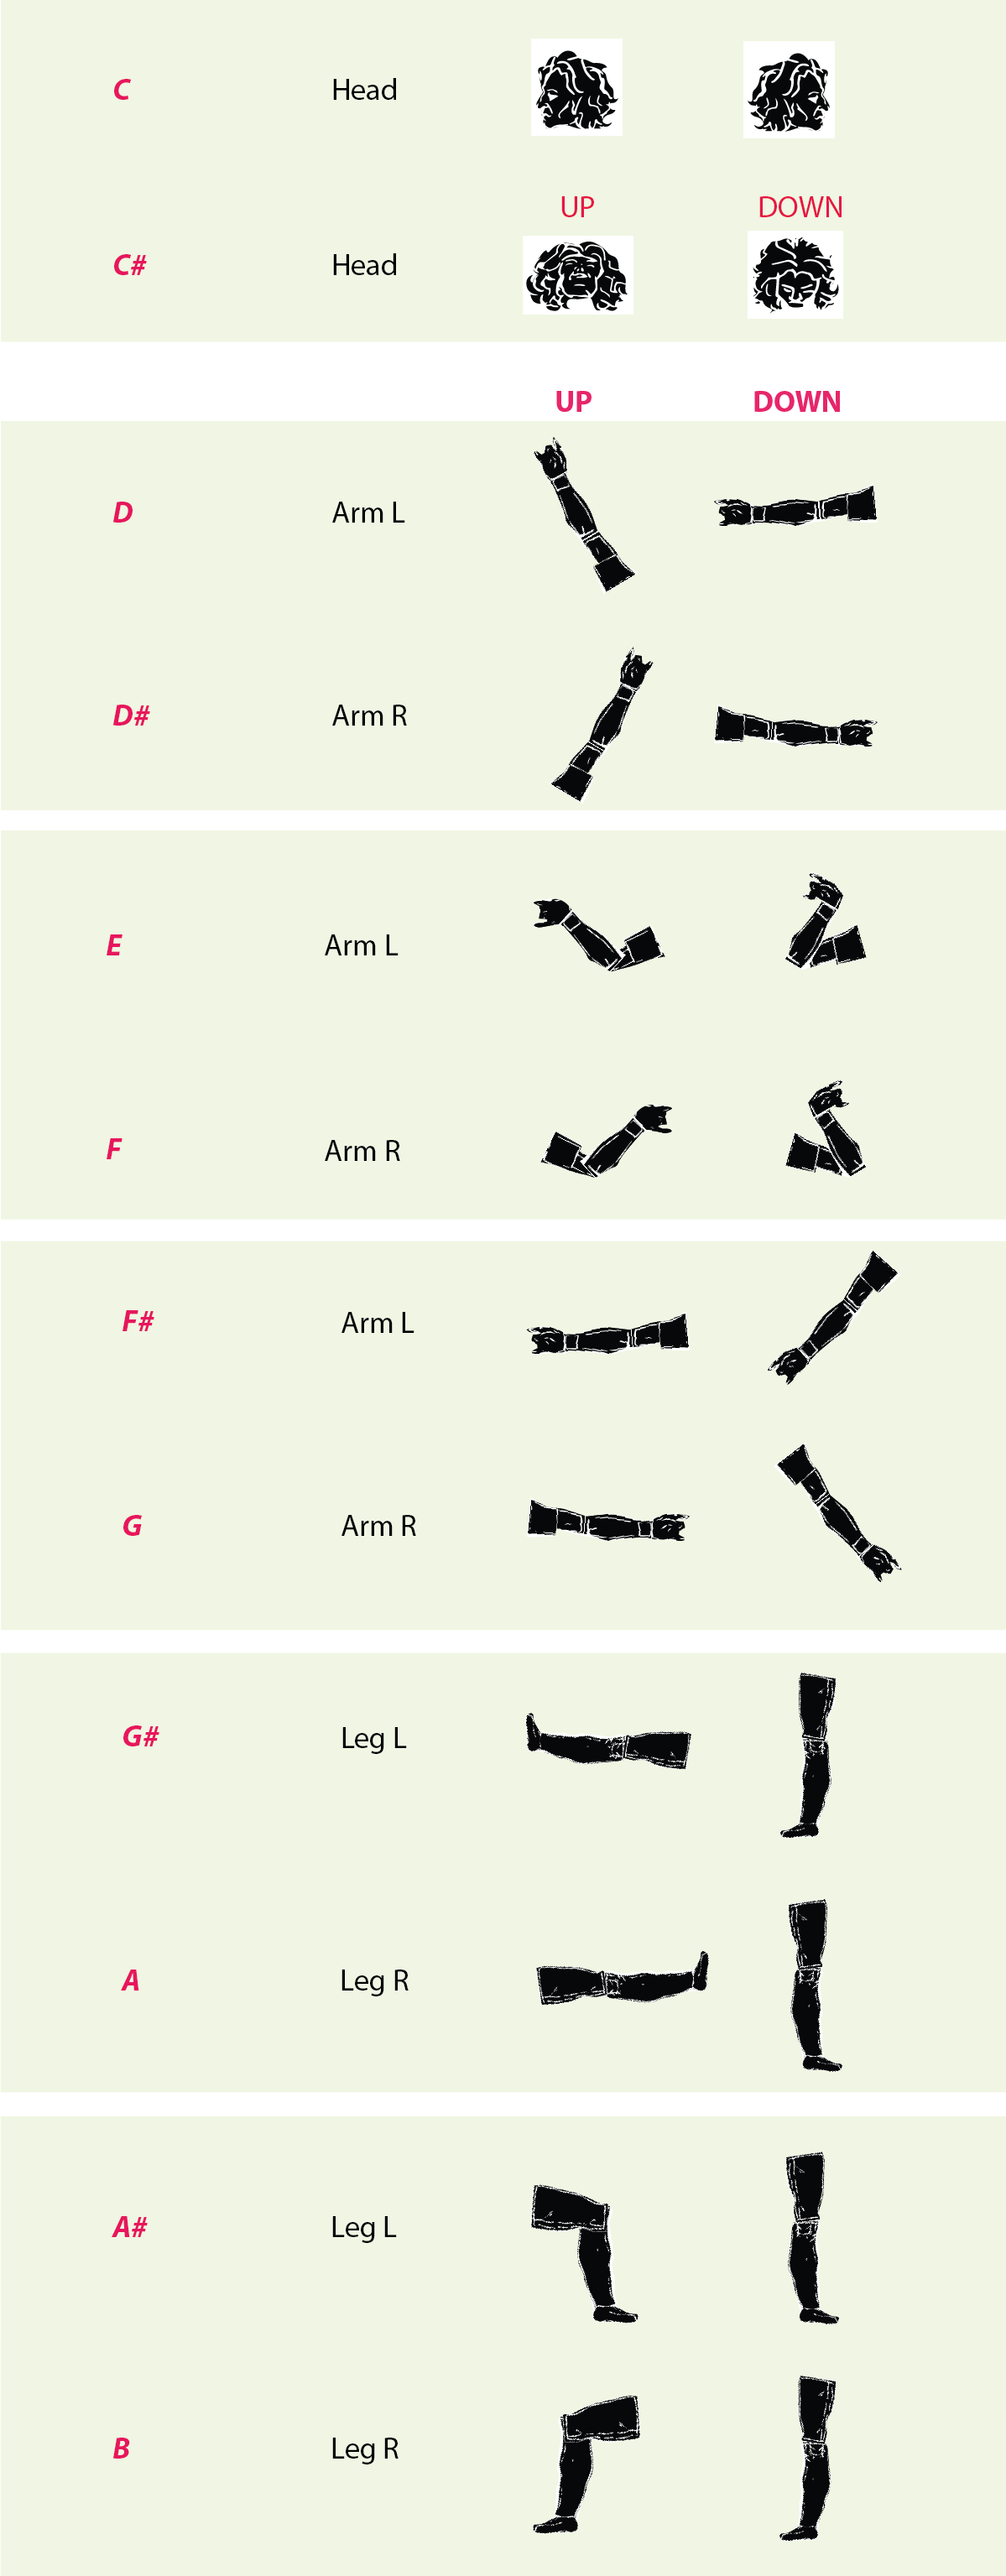 C Head
UP DOWN
C# Head
UP DOWN
D Arm L
D# Arm R
E Arm L
F Arm R
F# Arm L
G Arm R
G# Leg L
A Leg R
A# Leg L
B Leg R